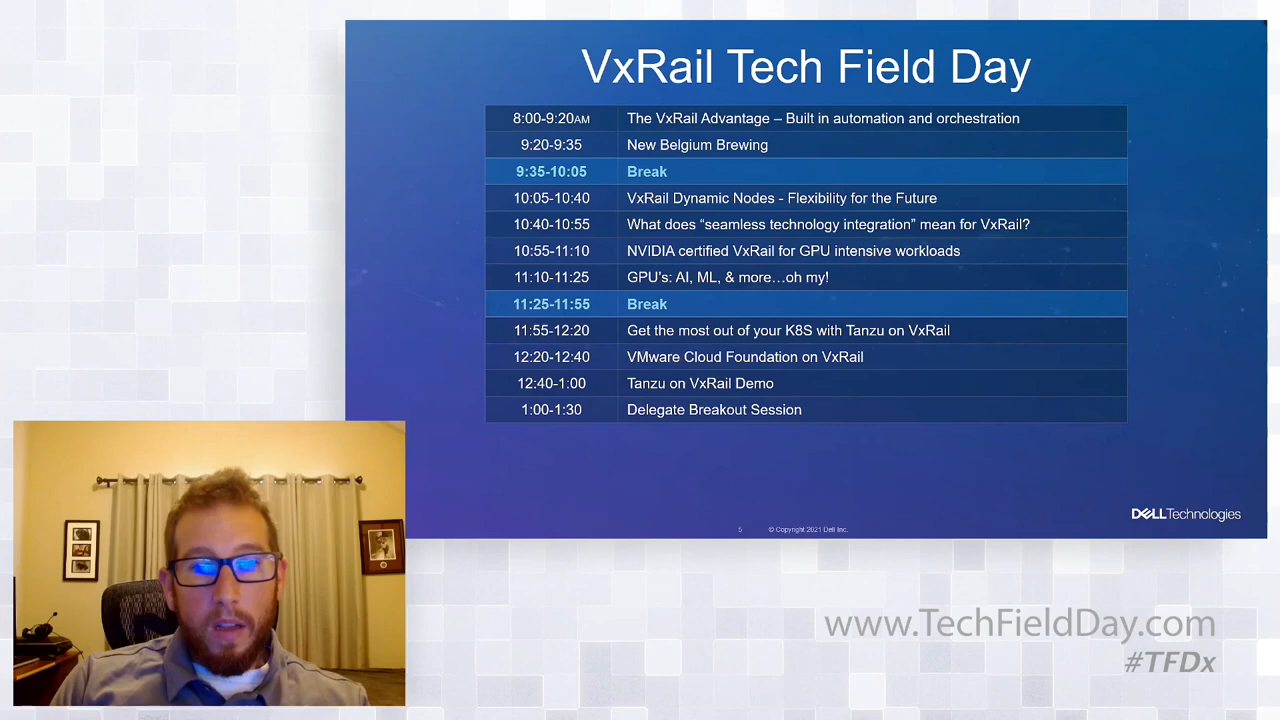 VxRail Tech Field Day
8:00-9:20AM The VxRail Advantage – Built in automation and orchestration
9:20-9:35 New Belgium Brewing
9:35-10:05 Break
10:05-10:40 VxRail Dynamic Nodes - Flexibility for the Future
10:40-10:55 What does “seamless technology integration” mean for VxRail?
10:55-11:10 NVIDIA certified VxRail for GPU intensive workloads
11:10-11:25 GPU's: AI, ML, & more…oh my!
11:25-11:55 Break
11:55-12:20 Get the most out of your K8S with Tanzu on VxRail
12:20-12:40 VMware Cloud Foundation on VxRail
12:40-1:00 Tanzu on VxRail Demo
1:00-1:30 Delegate Breakout Session
DELLTechnologies
5 © Copyright 2021 Dell Inc.
www.TechFieldDay.com
#TFDx